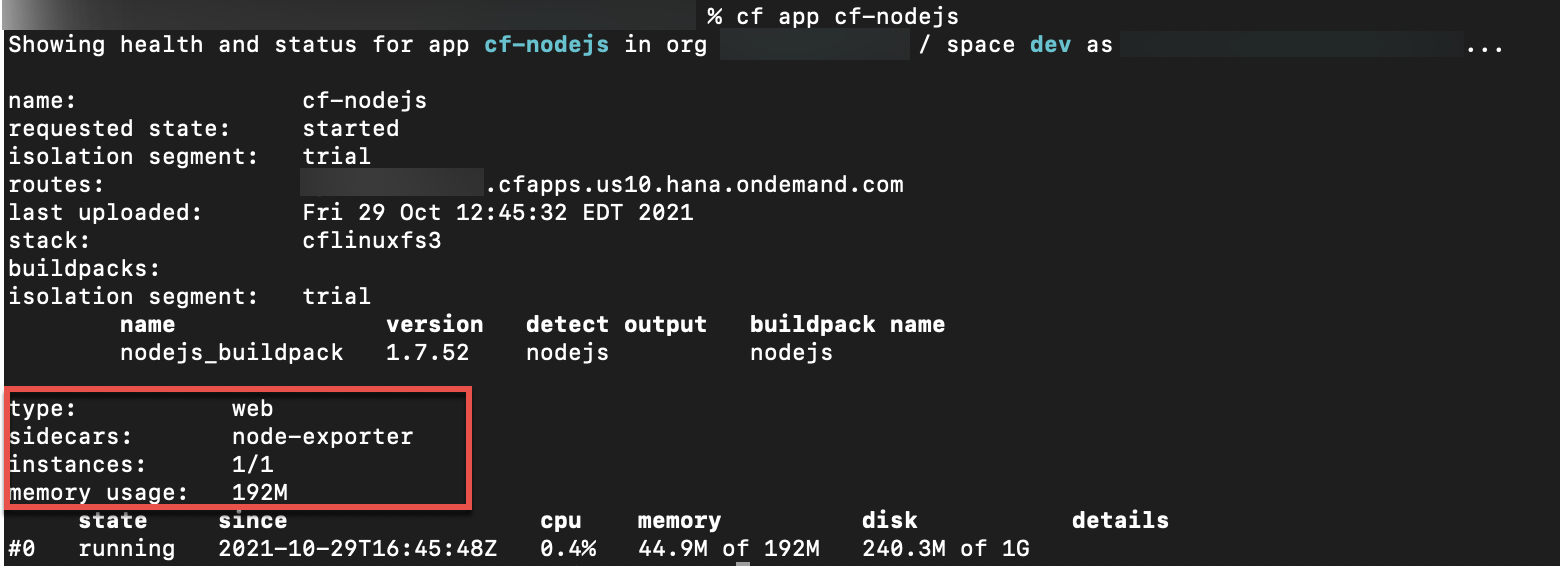 % cf app cf-nodejs
Showing health and status for app cf-nodejs in org / space dev as ...
name: cf-nodejs
requested state: started
isolation segment: trial
routes: .cfapps.us10.hana.ondemand.com
last uploaded: Fri 29 Oct 12:45:32 EDT 2021
stack: cflinuxfs3
buildpacks:
isolation segment: trial
name version detect output buildpack name
nodejs_buildpack 1.7.52 nodejs nodejs
type: web
sidecars: node-exporter
instances: 1/1
memory usage: 192M
state since cpu memory disk details
#0 running 2021-10-29T16:45:48Z 0.4% 44.9M of 192M 240.3M of 1G